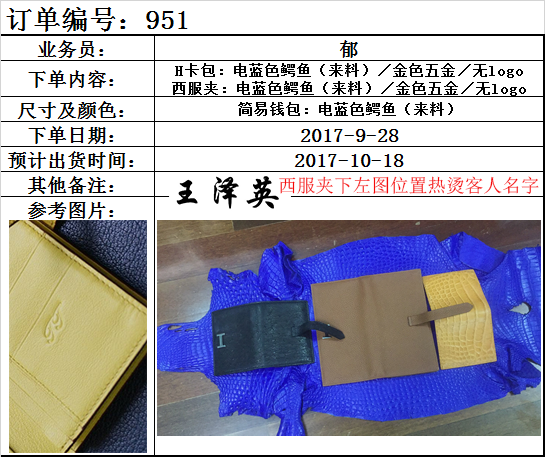 订单编号：951
业务员：
郁
下单内容：
H卡包：电蓝色鳄鱼（来料）／金色五金／无logo
西服夹：电蓝色鳄鱼（来料）／金色五金／无logo
尺寸及颜色：
简易钱包：电蓝色鳄鱼（来料）
下单日期：
2017-9-28
预计出货时间：
2017-10-18
其他备注：
王泽英
西服夹下左图位置热烫客人名字
参考图片：